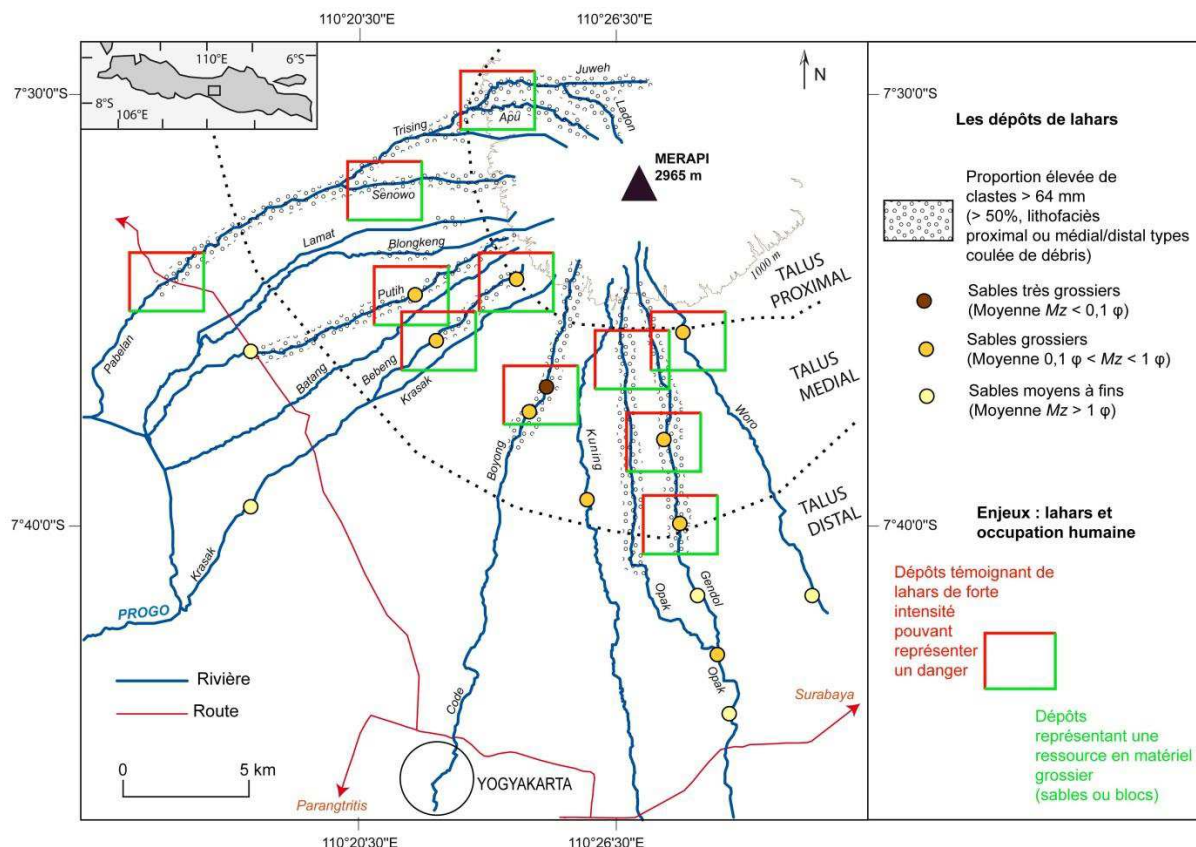 110°20'30"E
110°26'30"E
7°30'0"S
7°30'0"S
7°40'0"S
7°40'0"S
110°20'30"E
110°26'30"E
110°E
6°S
8°S
106°E
N
Juweh
Ladon
Apu
Trising
MERAPI
2965 m
Senowo
Lamat
Blongkeng
1000 m
TALUS
PROXIMAL
Putih
Pabelan
Batang
Bebeng
Krasak
TALUS
MEDIAL
Woro
Boyong
Kuning
TALUS
DISTAL
Krasak
Opak
Gendol
PROGO
Opak
Code
Rivière
Route
Surabaya
0
5 km
YOGYAKARTA
Parangtritis
Les dépôts de lahars
Proportion élevée de
clastes > 64 mm
(> 50%, lithofaciès
proximal ou médial/distal types
coulée de débris)
Sables très grossiers
(Moyenne Mz < 0,1 φ)
Sables grossiers
(Moyenne 0,1 φ < Mz < 1 φ)
Sables moyens à fins
(Moyenne Mz > 1 φ)
Enjeux : lahars et
occupation humaine
Dépôts témoignant de
lahars de forte
intensité
pouvant
représenter
un danger
Dépôts
représentant une
ressource en matériel
grossier
(sables ou blocs)